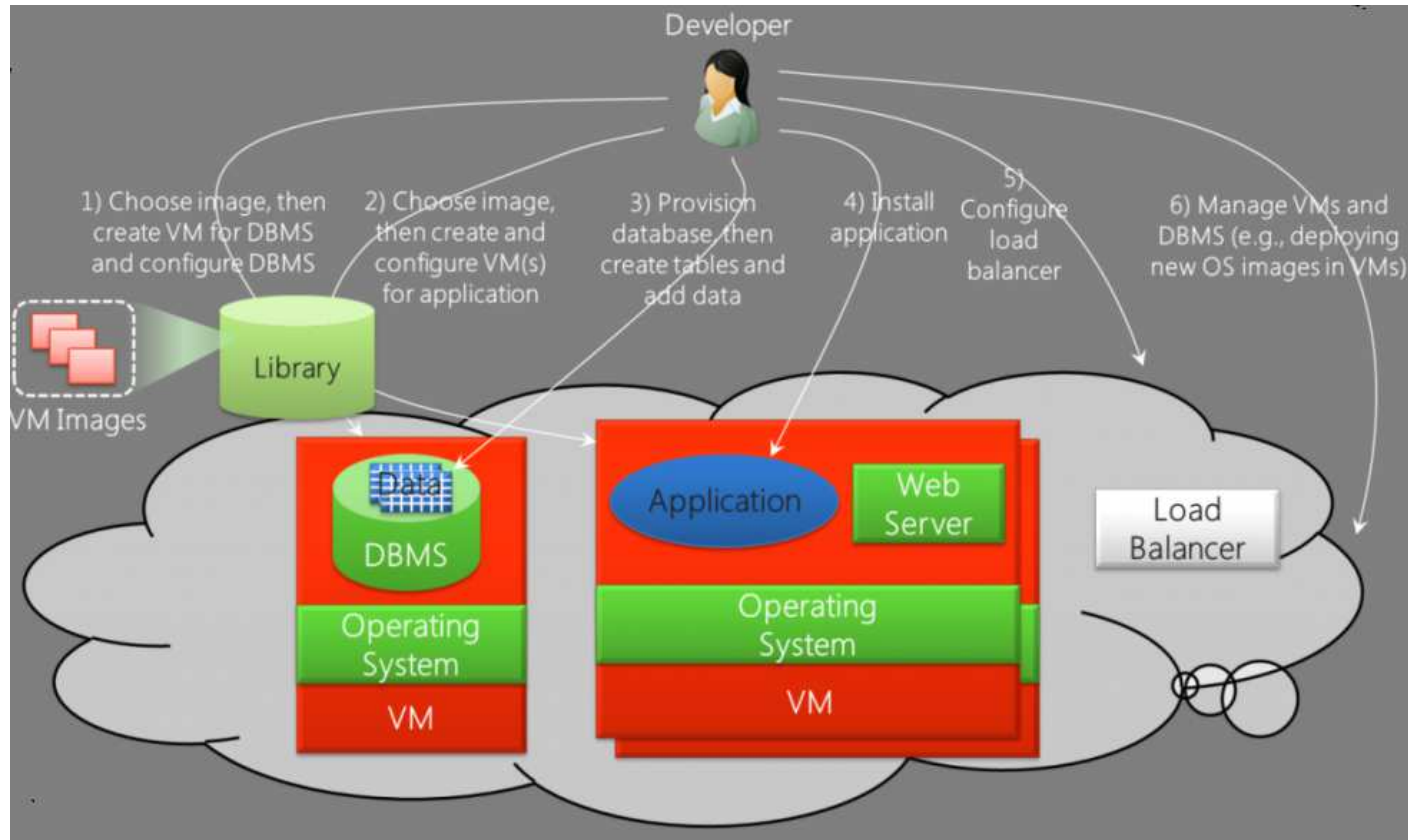 Developer
1) Choose image, then
create VM for DBMS
and configure DBMS
2) Choose image,
then create and
configure VM(s)
for application
3) Provision
database, then
create tables and
add data
4) Install
application
5)
Configure
load
balancer
6) Manage VMs and
DBMS (e.g., deploying
new OS images in VMs)
VM Images
Library
Data
DBMS
Operating
System
VM
Application
Web
Server
Operating
System
VM
Load
Balancer